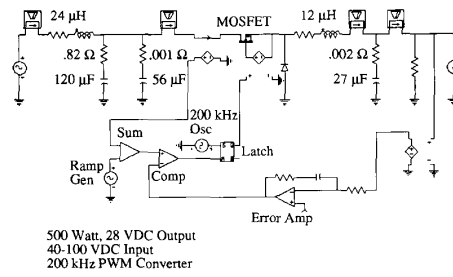 24 µH
MOSFET
12 µH
.82 Ω
.001 Ω
.002 Ω
120 µF
56 µF
27 µF
200 kHz
Osc
Sum
Latch
Ramp
Gen
Comp
Error Amp
500 Watt, 28 VDC Output
40-100 VDC Input
200 kHz PWM Converter